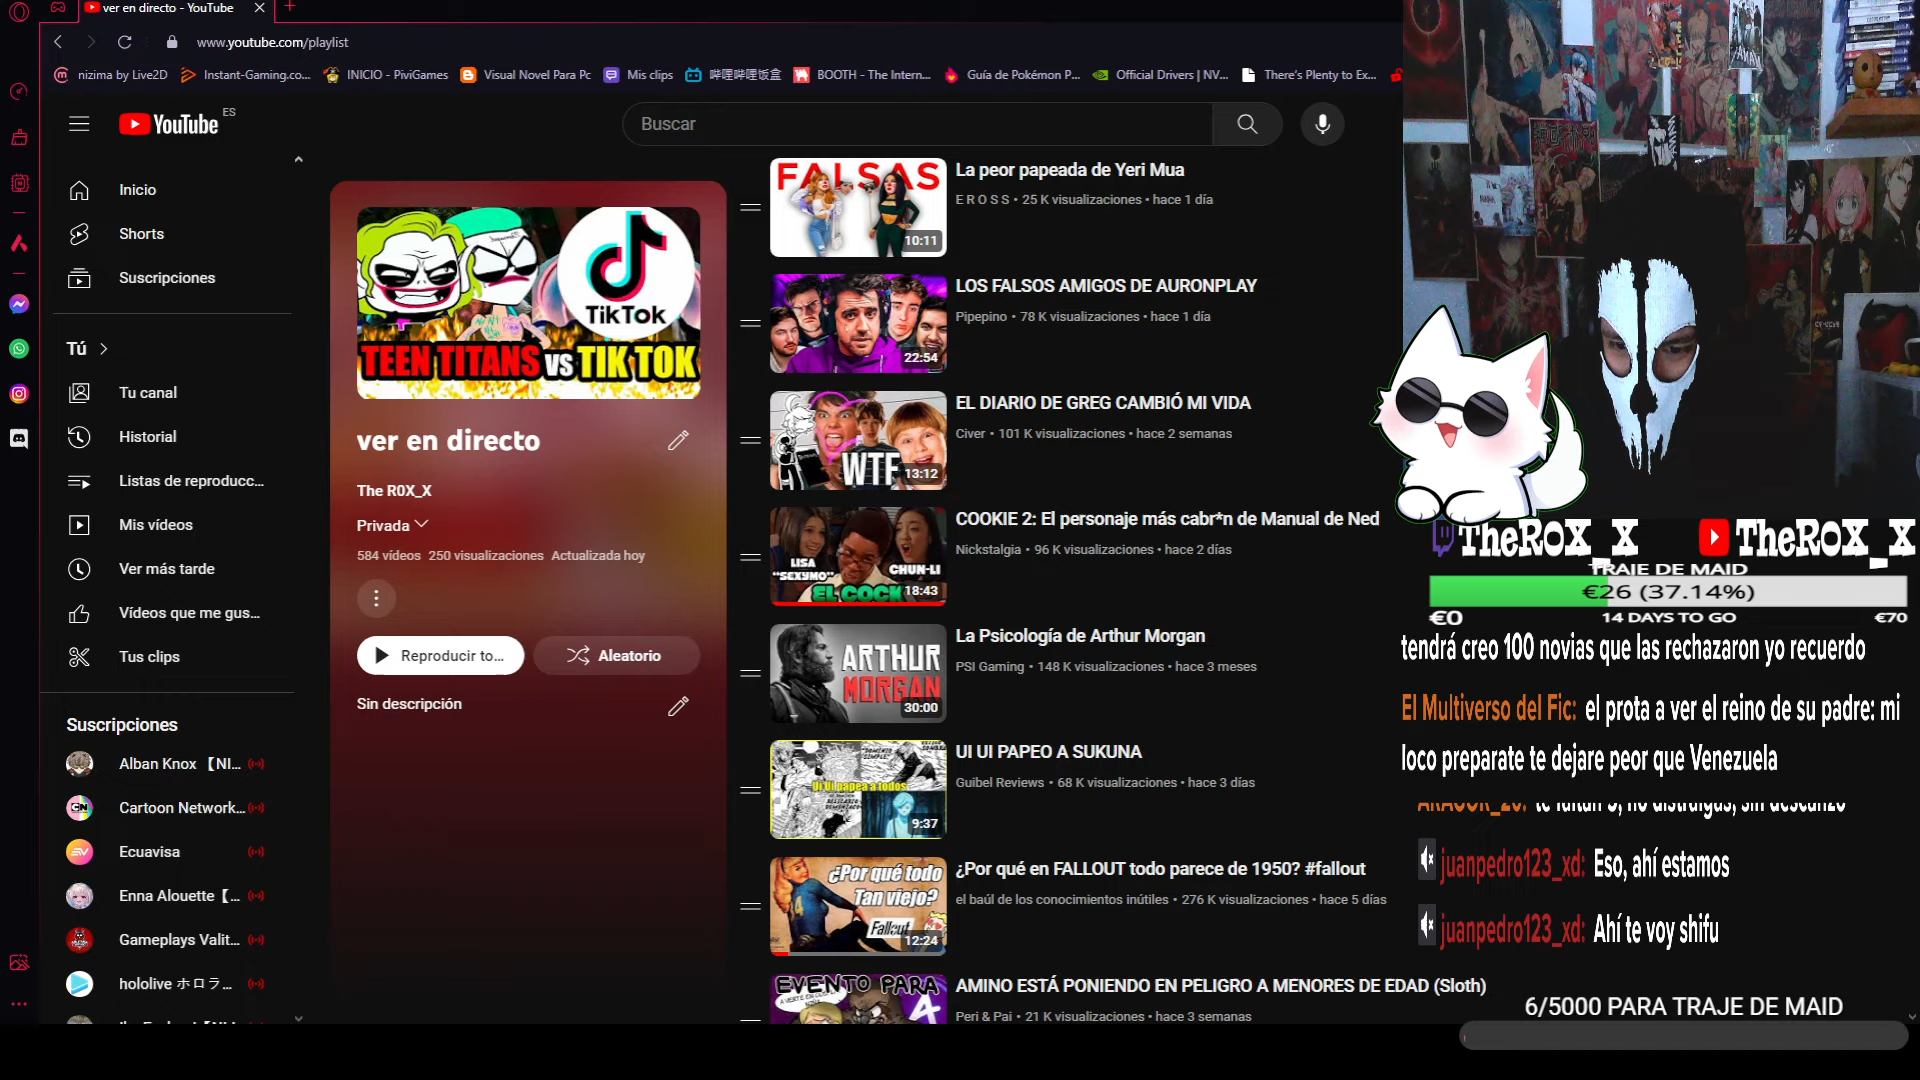 ver en directo - YouTube
www.youtube.com/playlist
nizima by Live2D
Instant-Gaming.co...
INICIO - PiviGames
Visual Novel Para Pc
Mis clips
哔哩哔哩饭盒
BOOTH - The Intern...
Guía de Pokémon P...
Official Drivers | NV...
There's Plenty to Ex...
YouTube ES
Buscar
Inicio
Shorts
Suscripciones
Tú
Tu canal
Historial
Listas de reproducc...
Mis vídeos
Ver más tarde
Vídeos que me gus...
Tus clips
Suscripciones
Alban Knox 【NI...
Cartoon Network...
Ecuavisa
Enna Alouette【...
Gameplays Valit...
hololive ホロラ...
TikTok
TEEN TITANS VS TIK TOK
ver en directo
The R0X_X
Privada
584 vídeos 250 visualizaciones Actualizada hoy
Reproducir to...
Aleatorio
Sin descripción
FALSAS
10:11
La peor papeada de Yeri Mua
E R O S S • 25 K visualizaciones • hace 1 día
22:54
LOS FALSOS AMIGOS DE AURONPLAY
Pipepino • 78 K visualizaciones • hace 1 día
WTF
13:12
EL DIARIO DE GREG CAMBIÓ MI VIDA
Civer • 101 K visualizaciones • hace 2 semanas
LISA "SEXYMO"
CHUN-LI
EL COCK
18:43
COOKIE 2: El personaje más cabr*n de Manual de Ned
Nickstalgia • 96 K visualizaciones • hace 2 días
ARTHUR
MORGAN
30:00
La Psicología de Arthur Morgan
PSI Gaming • 148 K visualizaciones • hace 3 meses
Ui Ui papea a todos
9:37
UI UI PAPEO A SUKUNA
Guibel Reviews • 68 K visualizaciones • hace 3 días
¿Por qué todo
Tan viejo?
Fallout
12:24
¿Por qué en FALLOUT todo parece de 1950? #fallout
el baúl de los conocimientos inútiles • 276 K visualizaciones • hace 5 días
EVENTO PARA
AMINO ESTÁ PONIENDO EN PELIGRO A MENORES DE EDAD (Sloth)
Peri & Pai • 21 K visualizaciones • hace 3 semanas
TheROX_X
TheROX_X
TRAJE DE MAID
€26 (37.14%)
€0 14 DAYS TO GO €70
tendrá creo 100 novias que las rechazaron yo recuerdo
El Multiverso del Fic: el prota a ver el reino de su padre: mi
loco preparate te dejare peor que Venezuela
juanpedro123_xd: Eso, ahí estamos
juanpedro123_xd: Ahí te voy shifu
6/5000 PARA TRAJE DE MAID